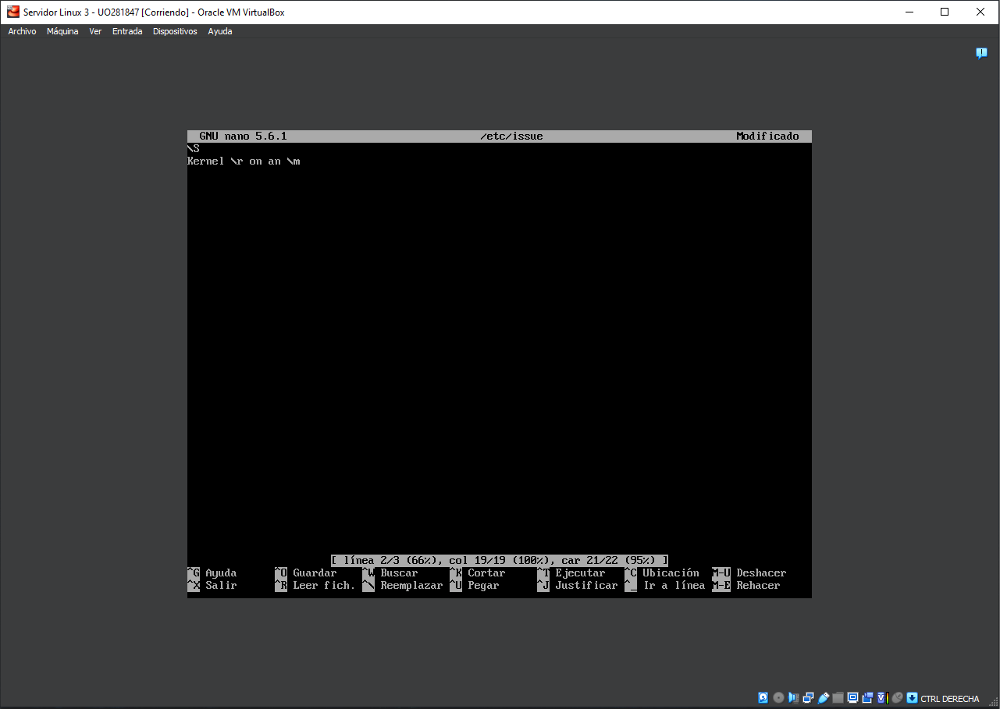 Servidor Linux 3 - UO281847 [Corriendo] - Oracle VM VirtualBox
Archivo Máquina Ver Entrada Dispositivos Ayuda
GNU nano 5.6.1 /etc/issue Modificado
\S
Kernel \r on an \m
[ línea 2/3 (66%), col 19/19 (100%), car 21/22 (95%) ]
^G Ayuda ^O Guardar ^W Buscar ^K Cortar ^T Ejecutar ^C Ubicación M-U Deshacer
^X Salir ^R Leer fich. ^\ Reemplazar ^U Pegar ^J Justificar ^_ Ir a línea M-E Rehacer
CTRL DERECHA